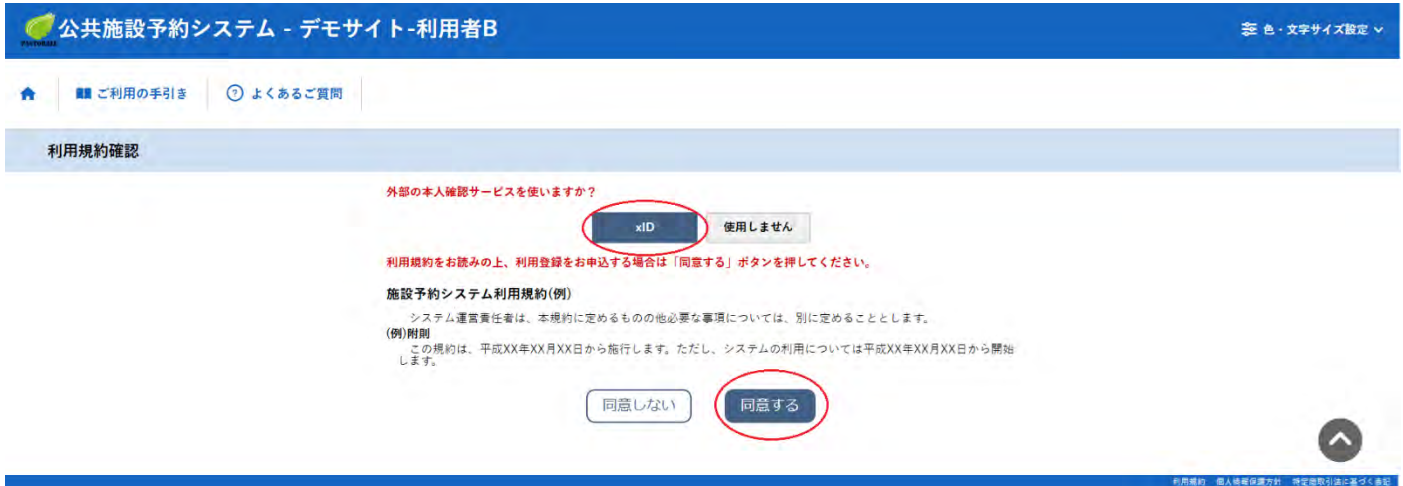 公共施設予約システム - デモサイト-利用者B
色・文字サイズ設定
ご利用の手引き
よくあるご質問
利用規約確認
外部の本人確認サービスを使いますか？
xID
使用しません
利用規約をお読みの上、利用登録をお申込する場合は「同意する」ボタンを押してください。
施設予約システム利用規約(例)
システム運営責任者は、本規約に定めるものの他必要な事項については、別に定めることとします。
(例)附則
この規約は、平成XX年XX月XX日から施行します。ただし、システムの利用については平成XX年XX月XX日から開始
します。
同意しない
同意する
利用規約 個人情報保護方針 特定商取引法に基づく表記